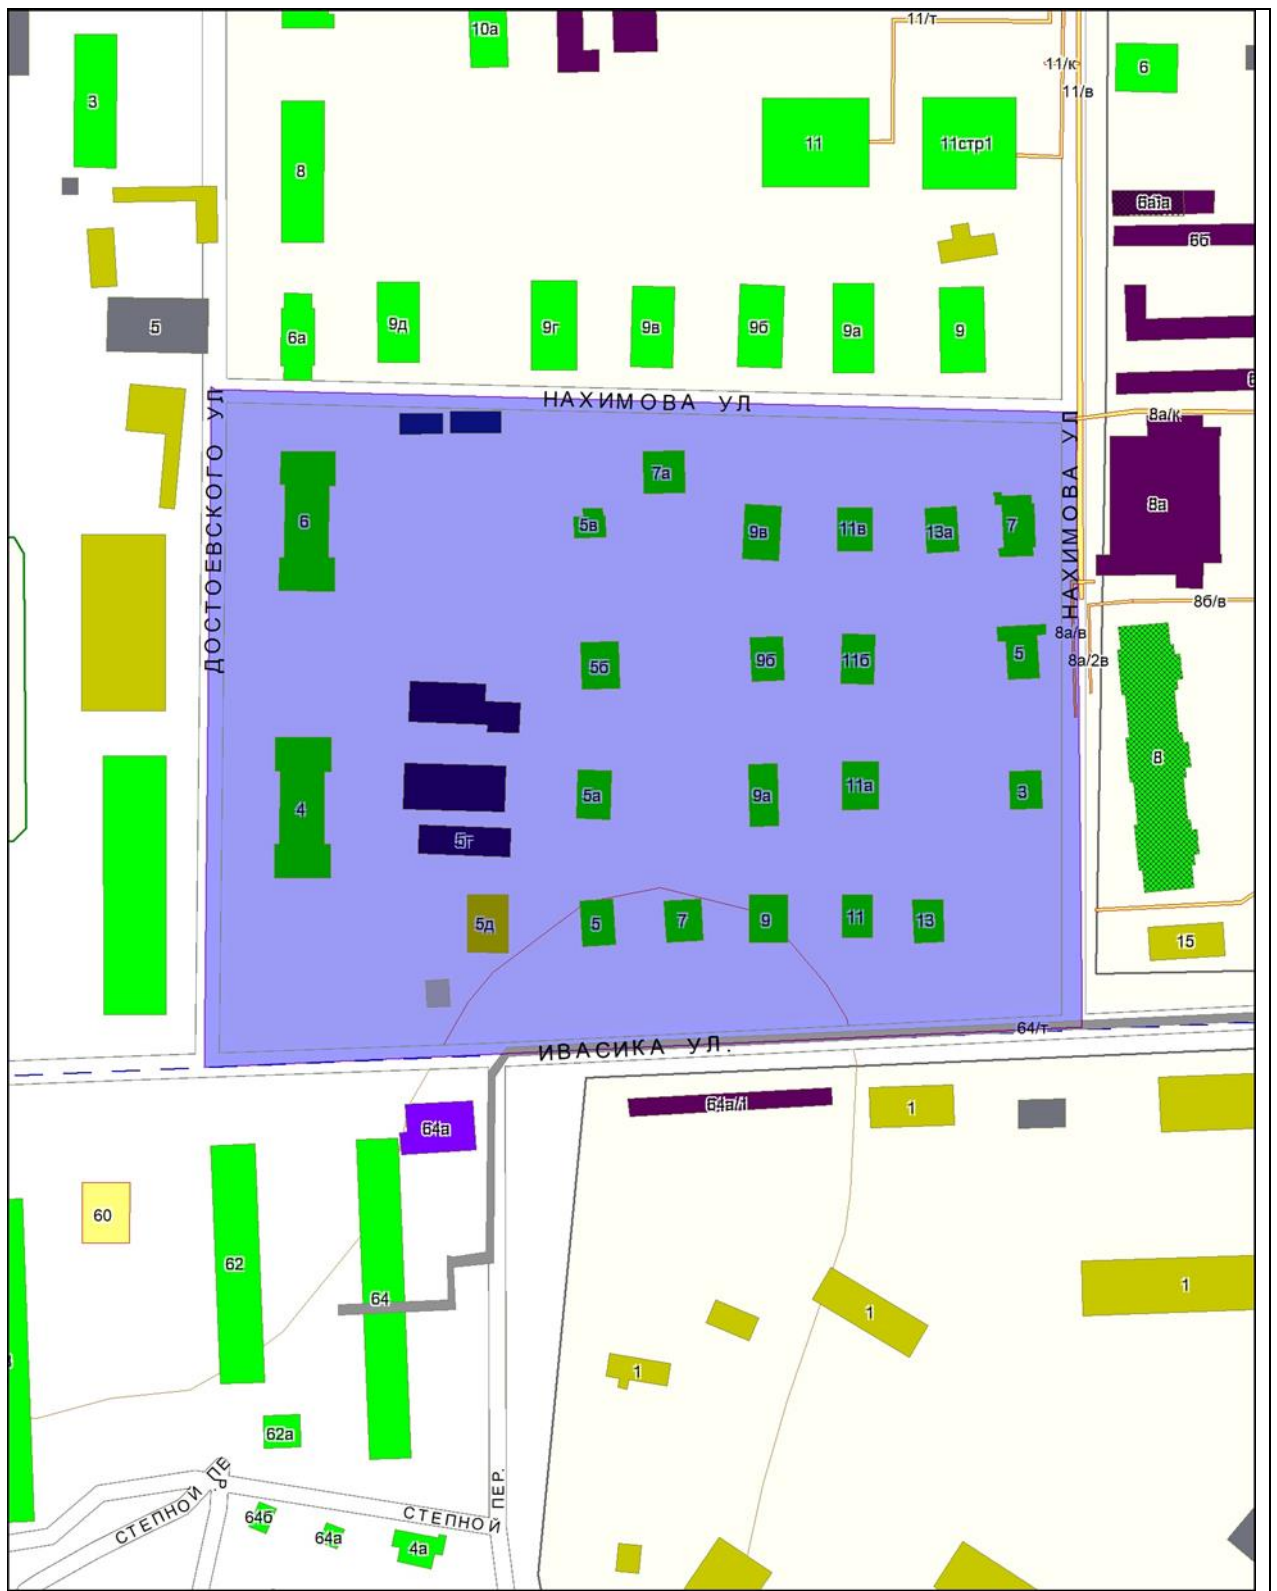 10а
11/т
3
11/к
6
11/в
8
11
11стр1
6б
5
6а
9д
9г
9в
9б
9а
9
НАХИМОВА УЛ
ДОСТОЕВСКОГО УЛ
НАХИМОВА УЛ
8а/к
7а
8а
6
5в
9в
11в
13а
7
8б/в
8а/в
5б
9б
11б
5
8а/2в
8
4
5а
9а
11а
3
5г
5д
5
7
9
11
13
15
64/т
ИВАСИКА УЛ.
64а
64а/1
1
60
62
64
1
1
1
62а
СТЕПНОЙ ПЕР.
СТЕПНОЙ ПЕР.
64б
64а
4а